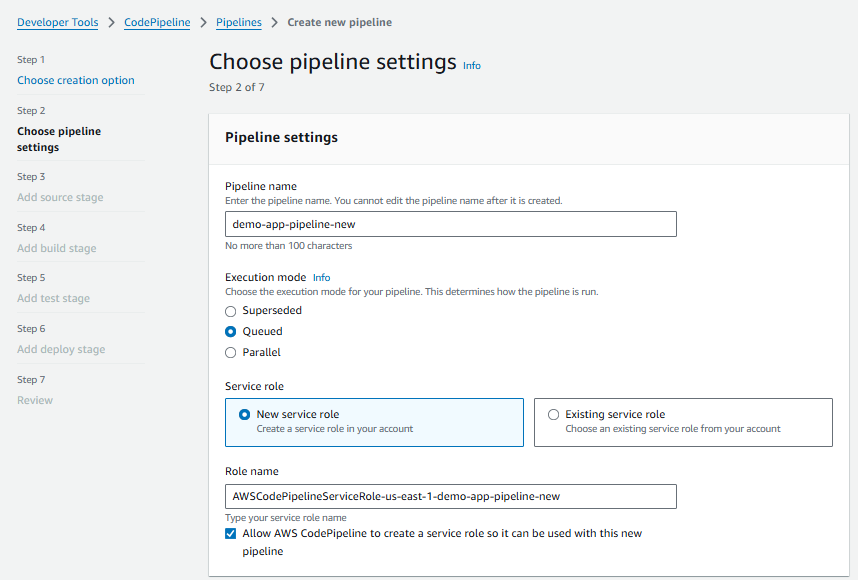 Developer Tools > CodePipeline > Pipelines > Create new pipeline
Step 1
Choose creation option
Step 2
Choose pipeline
settings
Step 3
Add source stage
Step 4
Add build stage
Step 5
Add test stage
Step 6
Add deploy stage
Step 7
Review
Choose pipeline settings Info
Step 2 of 7
Pipeline settings
Pipeline name
Enter the pipeline name. You cannot edit the pipeline name after it is created.
demo-app-pipeline-new
No more than 100 characters
Execution mode Info
Choose the execution mode for your pipeline. This determines how the pipeline is run.
Superseded
Queued
Parallel
Service role
New service role
Create a service role in your account
Existing service role
Choose an existing service role from your account
Role name
AWSCodePipelineServiceRole-us-east-1-demo-app-pipeline-new
Type your service role name
Allow AWS CodePipeline to create a service role so it can be used with this new
pipeline